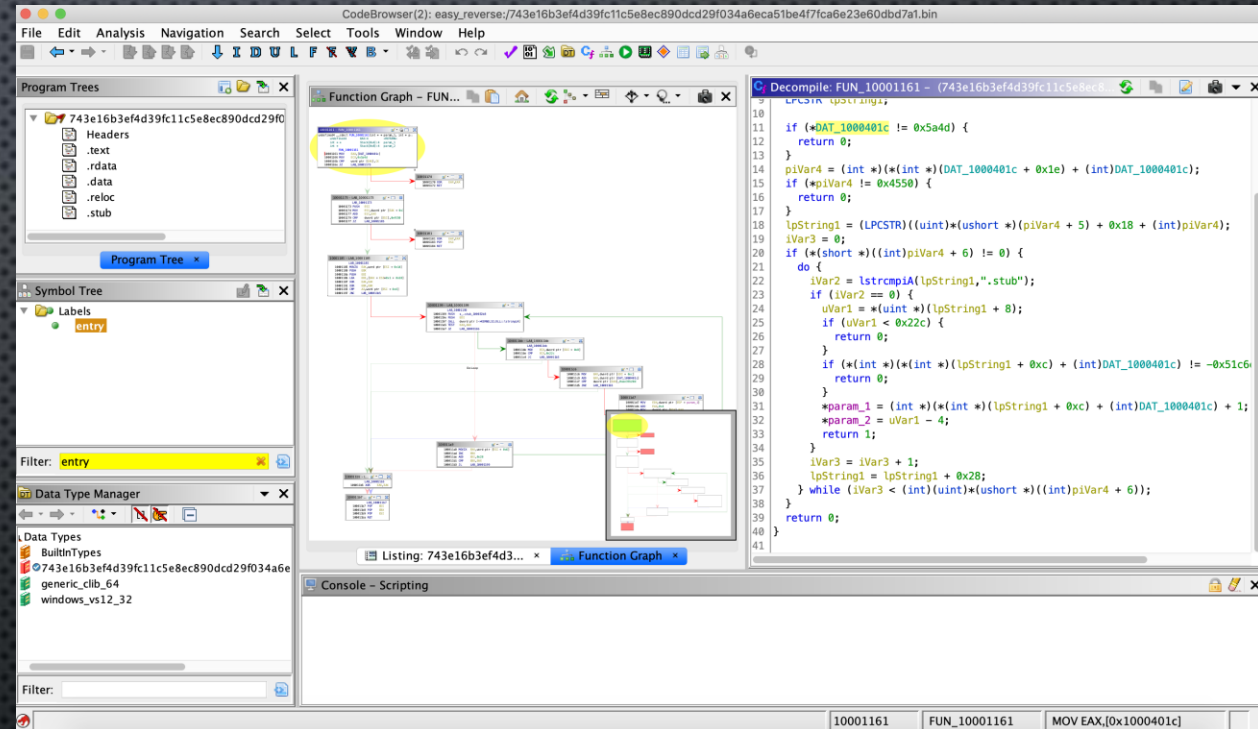 CodeBrowser(2): easy_reverse:/743e16b3ef4d39fc11c5e8ec890dcd29f034a6eca51be4f7fca6e23e60dbd7a1.bin
File Edit Analysis Navigation Search Select Tools Window Help
I D U L F R V B
Program Trees
743e16b3ef4d39fc11c5e8ec890dcd29f0
Headers
.text
.rdata
.data
.reloc
.stub
Program Tree ×
Symbol Tree
Labels
entry
Filter: entry
Data Type Manager
Data Types
BuiltInTypes
743e16b3ef4d39fc11c5e8ec890dcd29f034a6e
generic_clib_64
windows_vs12_32
Filter:
Function Graph - FUN...
Listing: 743e16b3ef4d3... ×
Function Graph ×
Decompile: FUN_10001161 - (743e16b3ef4d39fc11c5e8ec8...
9 LPCSTR lpString1;
10
11 if (*DAT_1000401c != 0x5a4d) {
12 return 0;
13 }
14 piVar4 = (int *)(*(int *)(DAT_1000401c + 0x1e) + (int)DAT_1000401c);
15 if (*piVar4 != 0x4550) {
16 return 0;
17 }
18 lpString1 = (LPCSTR)((uint)*(ushort *)(piVar4 + 5) + 0x18 + (int)piVar4);
19 iVar3 = 0;
20 if (*(short *)((int)piVar4 + 6) != 0) {
21 do {
22 iVar2 = lstrcmpiA(lpString1,".stub");
23 if (iVar2 == 0) {
24 uVar1 = *(uint *)(lpString1 + 8);
25 if (uVar1 < 0x22c) {
26 return 0;
27 }
28 if (*(int *)(*(int *)(lpString1 + 0xc) + (int)DAT_1000401c) != -0x51c6
29 return 0;
30 }
31 *param_1 = (int *)(*(int *)(lpString1 + 0xc) + (int)DAT_1000401c) + 1;
32 *param_2 = uVar1 - 4;
33 return 1;
34 }
35 iVar3 = iVar3 + 1;
36 lpString1 = lpString1 + 0x28;
37 } while (iVar3 < (int)(uint)*(ushort *)((int)piVar4 + 6));
38 }
39 return 0;
40 }
41
Console - Scripting
10001161 FUN_10001161 MOV EAX,[0x1000401c]